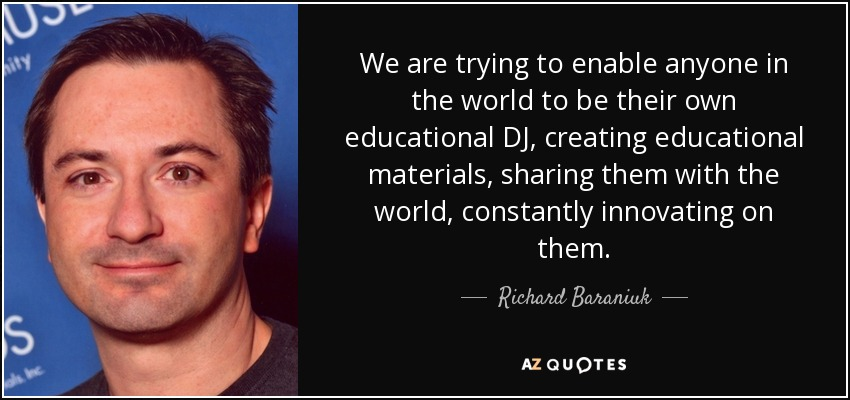 USE
nity
We are trying to enable anyone in
the world to be their own
educational DJ, creating educational
materials, sharing them with the
world, constantly innovating on
them.
Richard Baraniuk
S
als, Inc.
AZ QUOTES